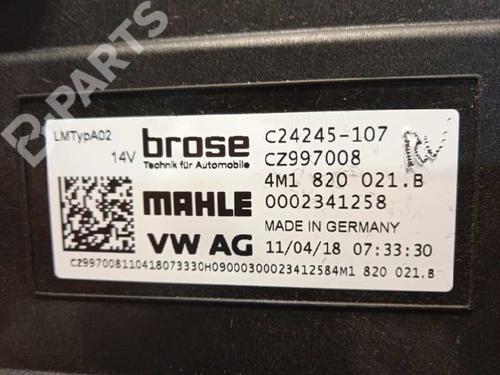 B-PARTS
LMTypA02
14V
brose
Technik für Automobile
MAHLE
VW AG
C24245-107
CZ997008
4M1 820 021.B
0002341258
MADE IN GERMANY
11/04/18 07:33:30
CZ997008110418073330H09000300023412584M1 820 021.B